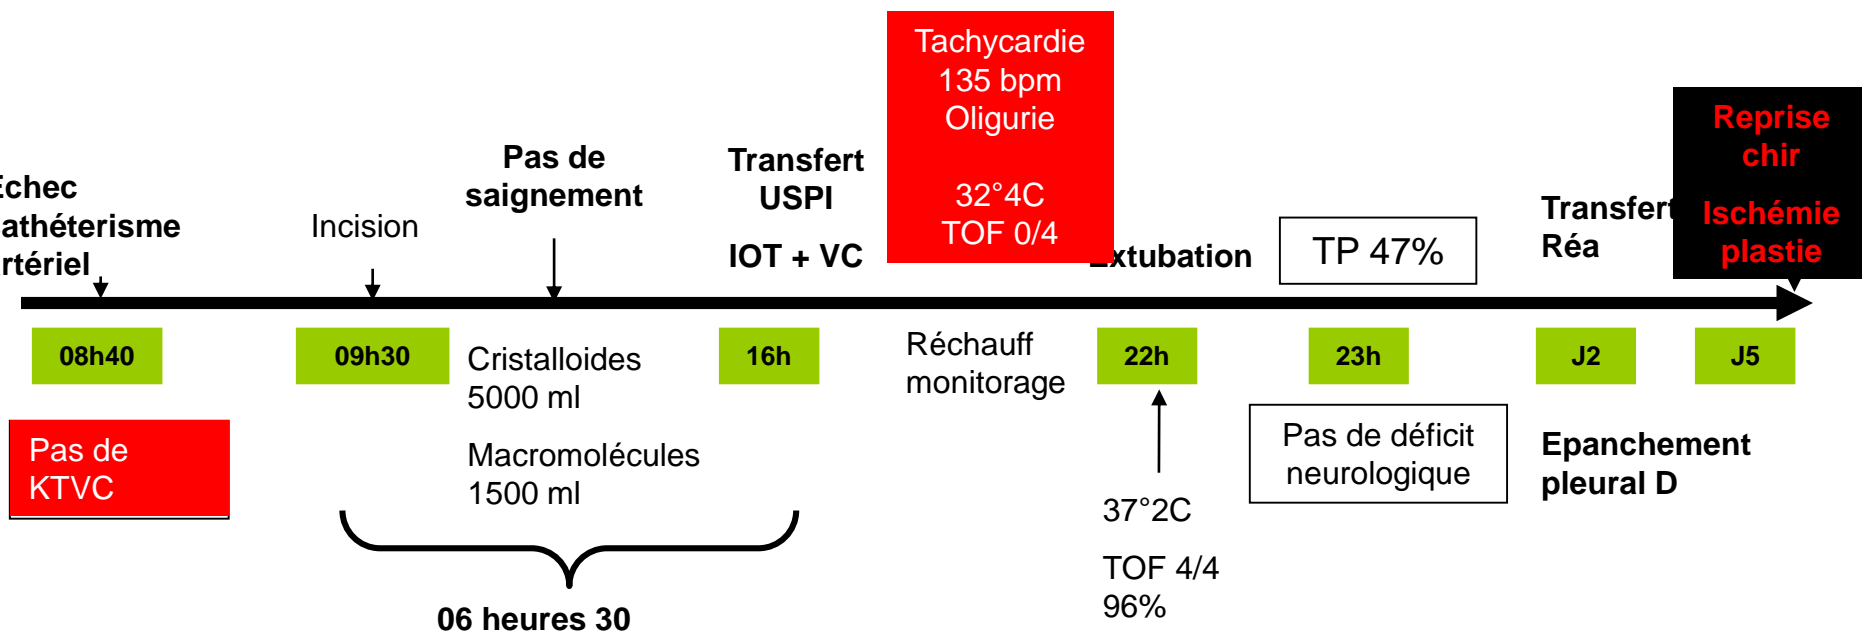 Tachycardie
135 bpm
Oligurie
32°4C
TOF 0/4
Reprise
chir
Ischémie
plastie
Pas de
saignement
Transfert
USPI
IOT + VC
Echec
athéterisme
rtériel
Incision
xtubation
TP 47%
Transfert
Réa
08h40
09h30
16h
22h
23h
J2
J5
Cristalloides
5000 ml
Macromolécules
1500 ml
Réchauff
monitorage
Pas de
KTVC
Pas de déficit
neurologique
Epanchement
pleural D
37°2C
TOF 4/4
96%
06 heures 30